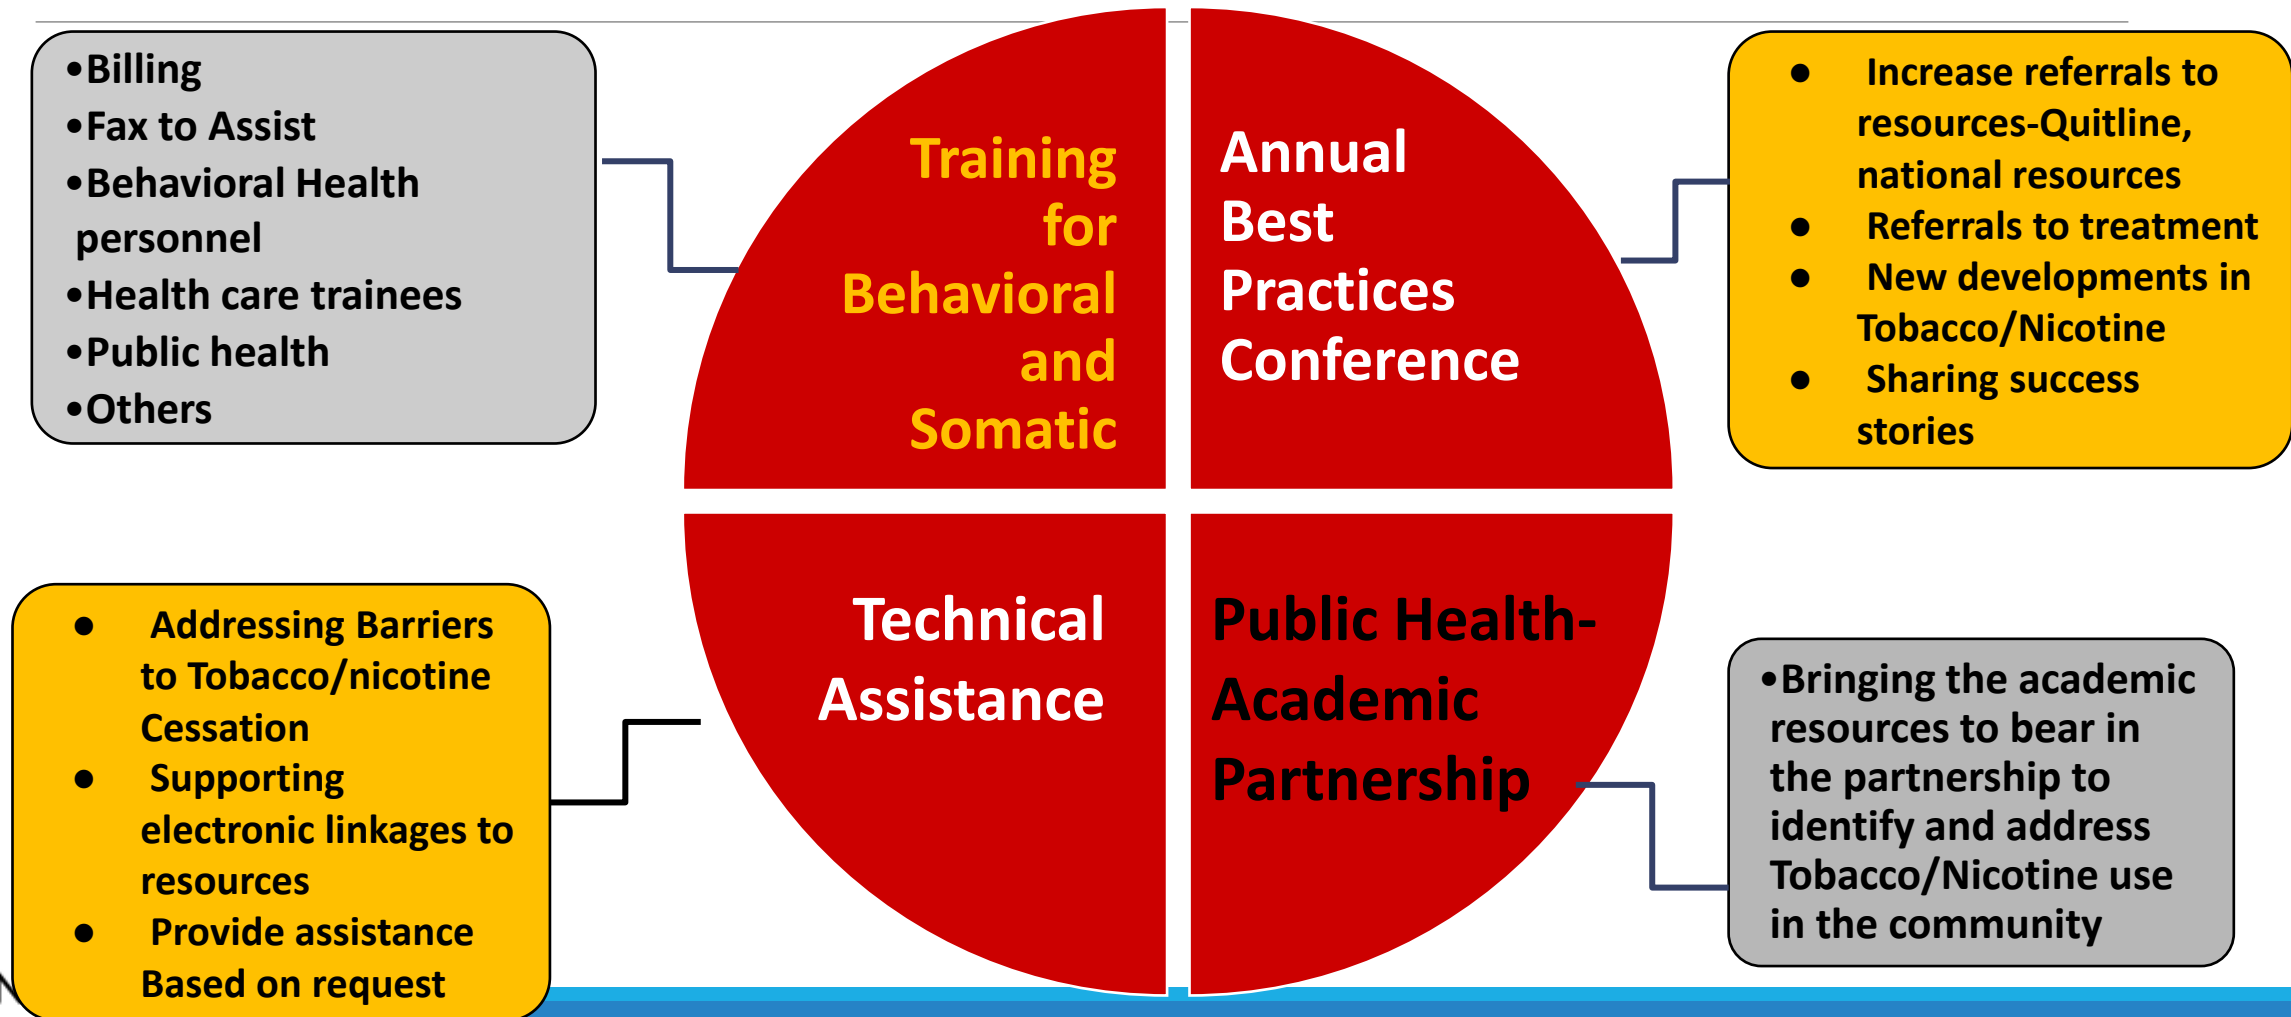 •Billing
•Fax to Assist
•Behavioral Health
personnel
•Health care trainees
•Public health
•Others
Training
for
Behavioral
and
Somatic
Annual
Best
Practices
Conference
● Increase referrals to
resources-Quitline,
national resources
● Referrals to treatment
● New developments in
Tobacco/Nicotine
● Sharing success
stories
● Addressing Barriers
to Tobacco/nicotine
Cessation
● Supporting
electronic linkages to
resources
● Provide assistance
Based on request
Technical
Assistance
Public Health-
Academic
Partnership
•Bringing the academic
resources to bear in
the partnership to
identify and address
Tobacco/Nicotine use
in the community